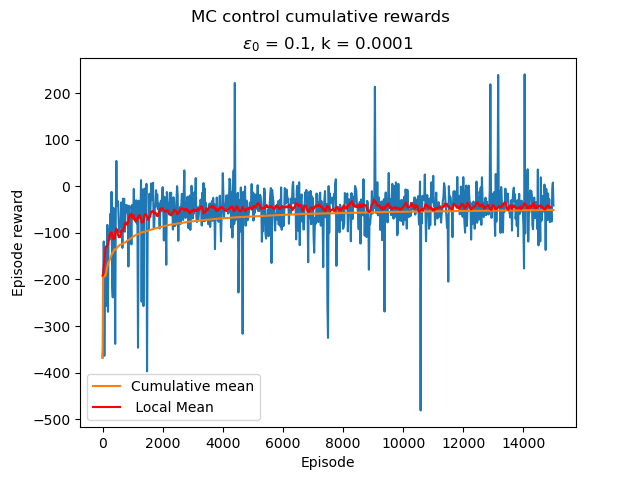 MC control cumulative rewards
ε₀ = 0.1, k = 0.0001
Episode reward
200
100
0
−100
−200
−300
−400
−500
Cumulative mean
Local Mean
0
2000
4000
6000
8000
10000
12000
14000
Episode